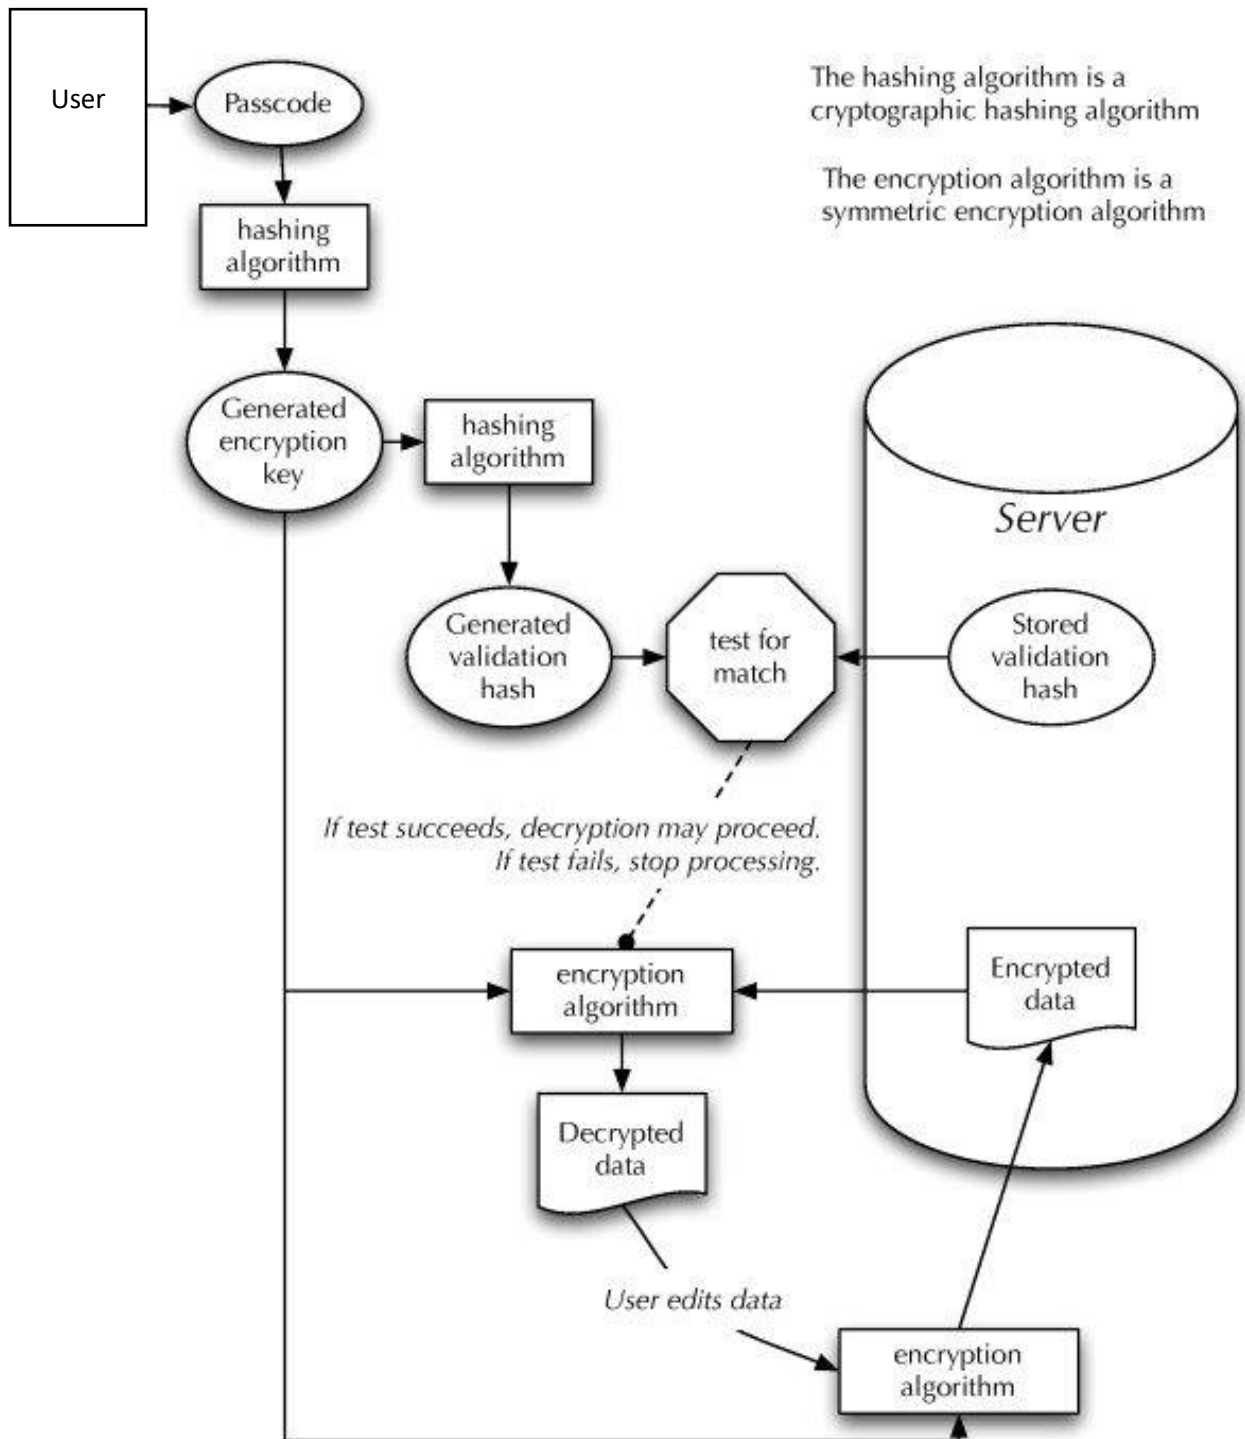 User
Passcode
The hashing algorithm is a
cryptographic hashing algorithm
The encryption algorithm is a
symmetric encryption algorithm
hashing
algorithm
Generated
encryption
key
hashing
algorithm
Server
Generated
validation
hash
test for
match
Stored
validation
hash
If test succeeds, decryption may proceed.
If test fails, stop processing.
encryption
algorithm
Encrypted
data
Decrypted
data
User edits data
encryption
algorithm